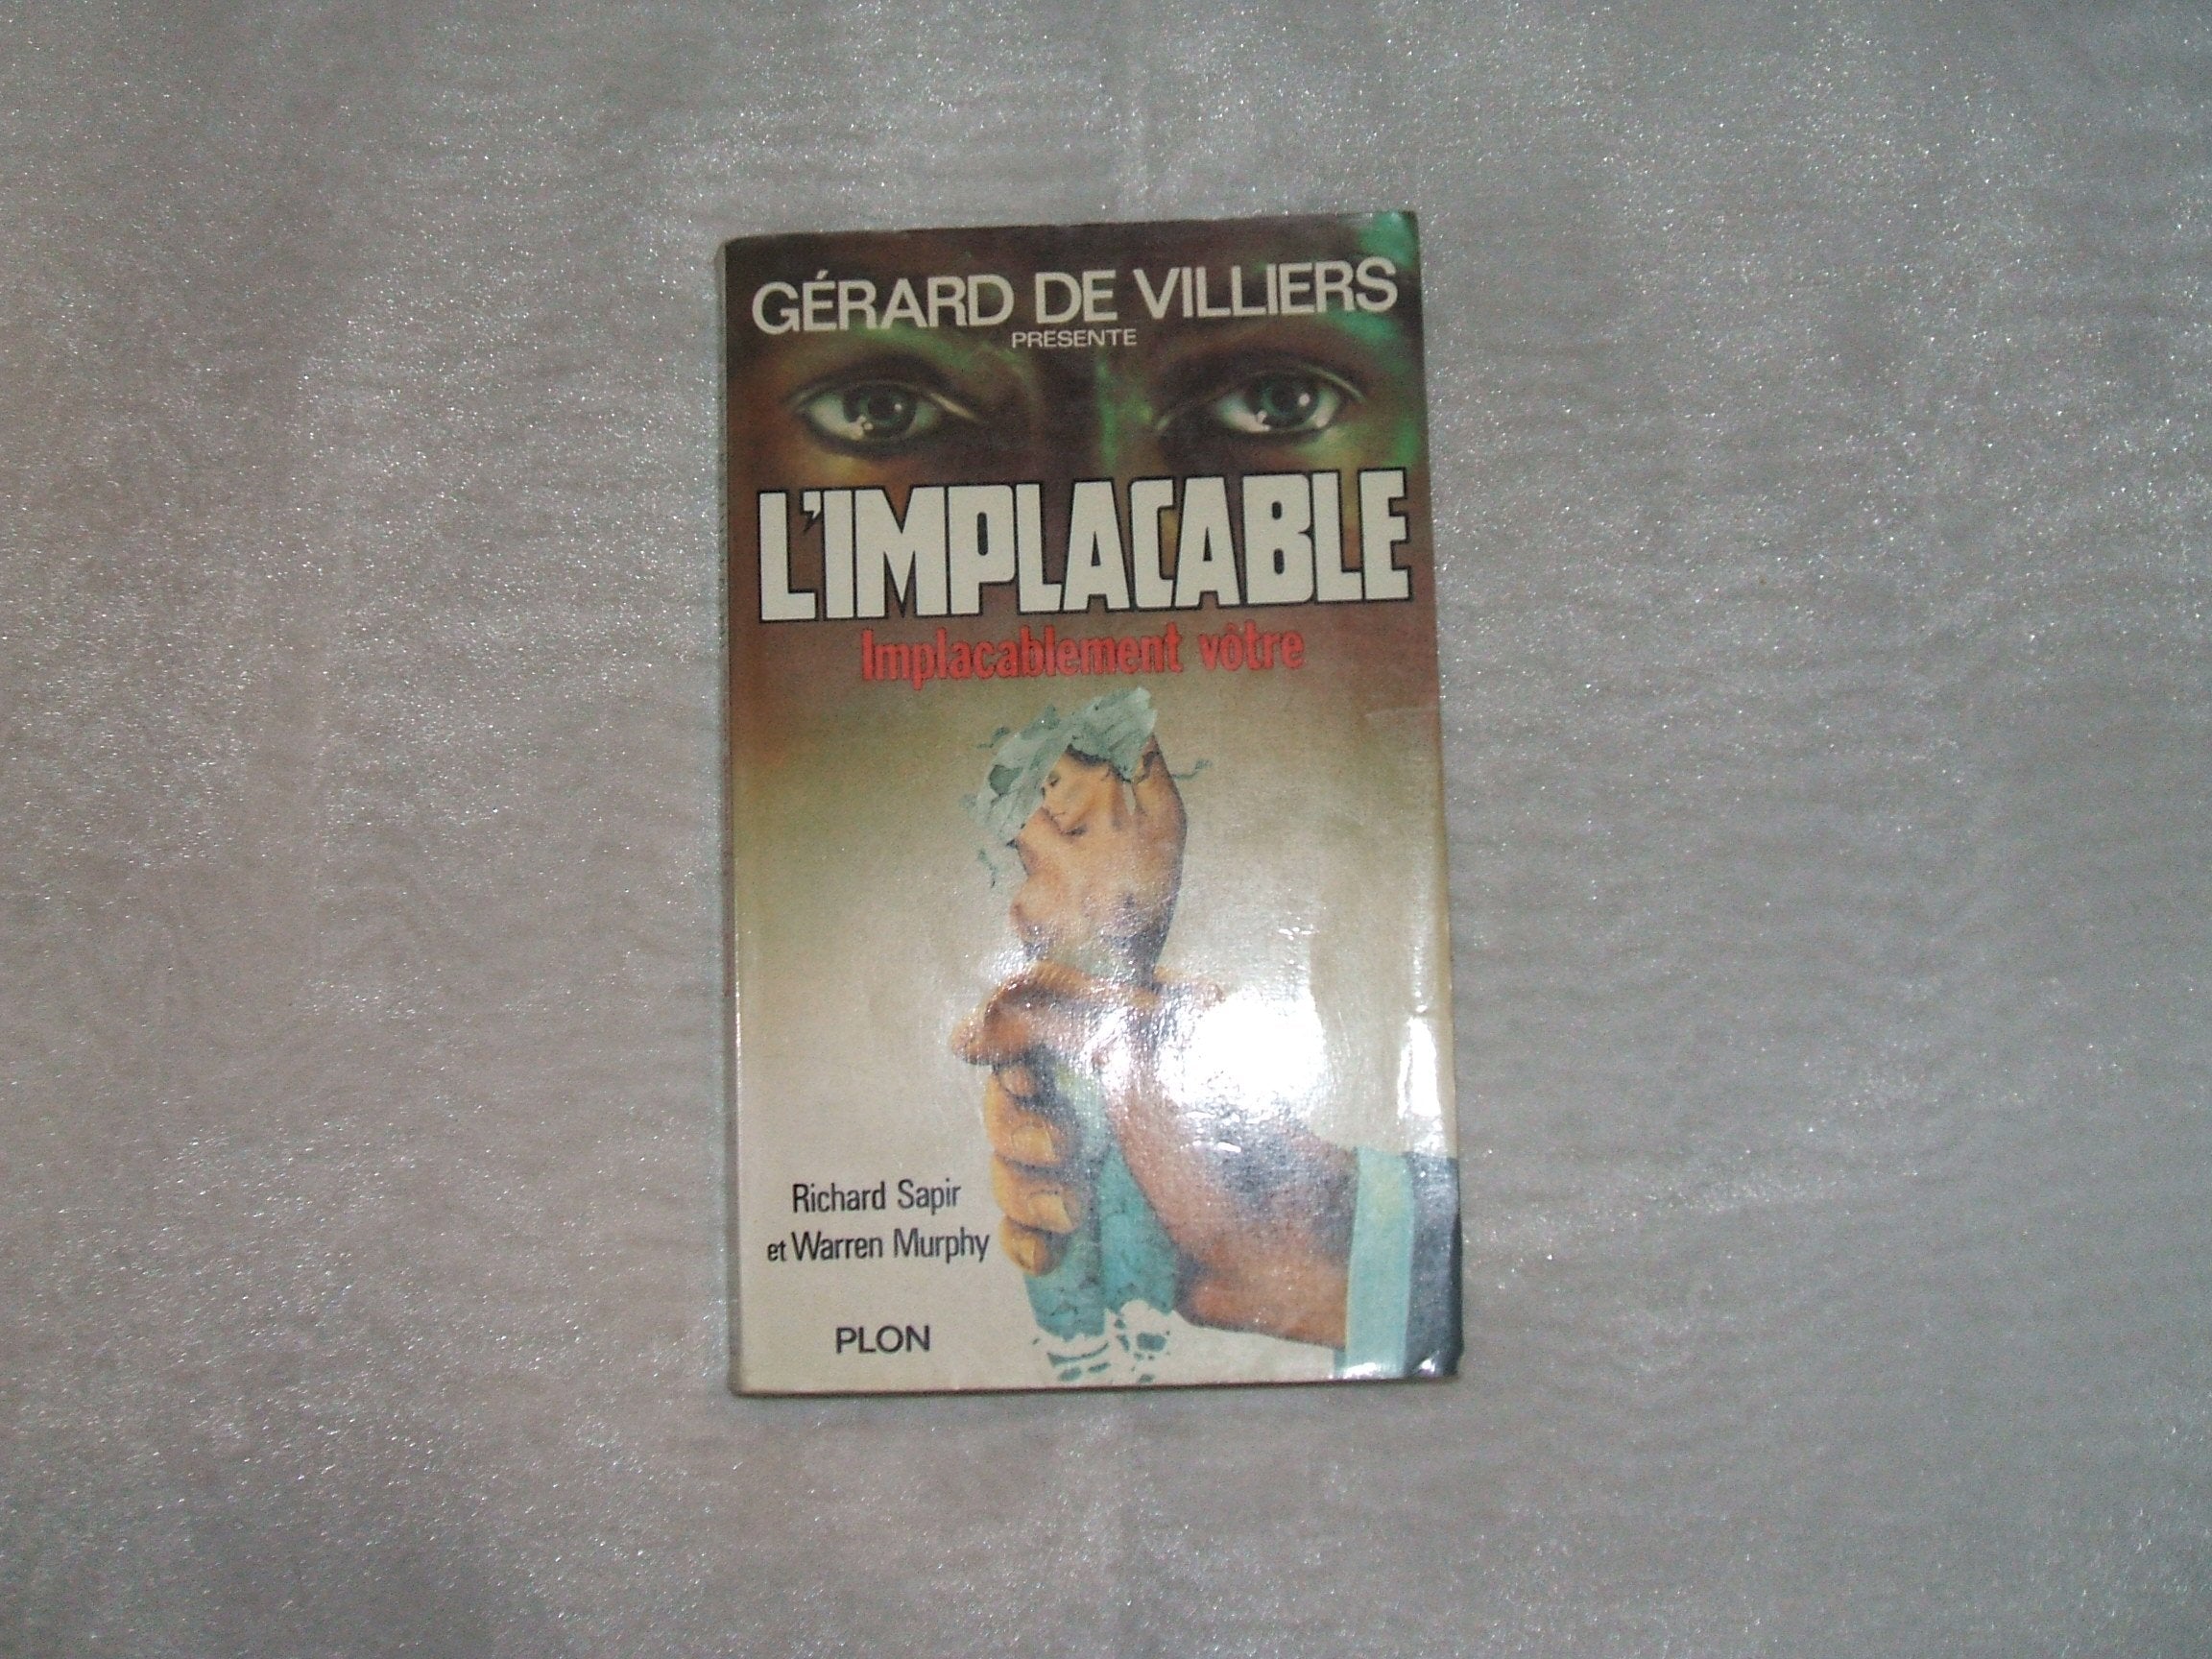 GÉRARD DE VILLIERS
PRÉSENTE
L'IMPLACABLE
Implacablement vôtre
Richard Sapir
et Warren Murphy
PLON